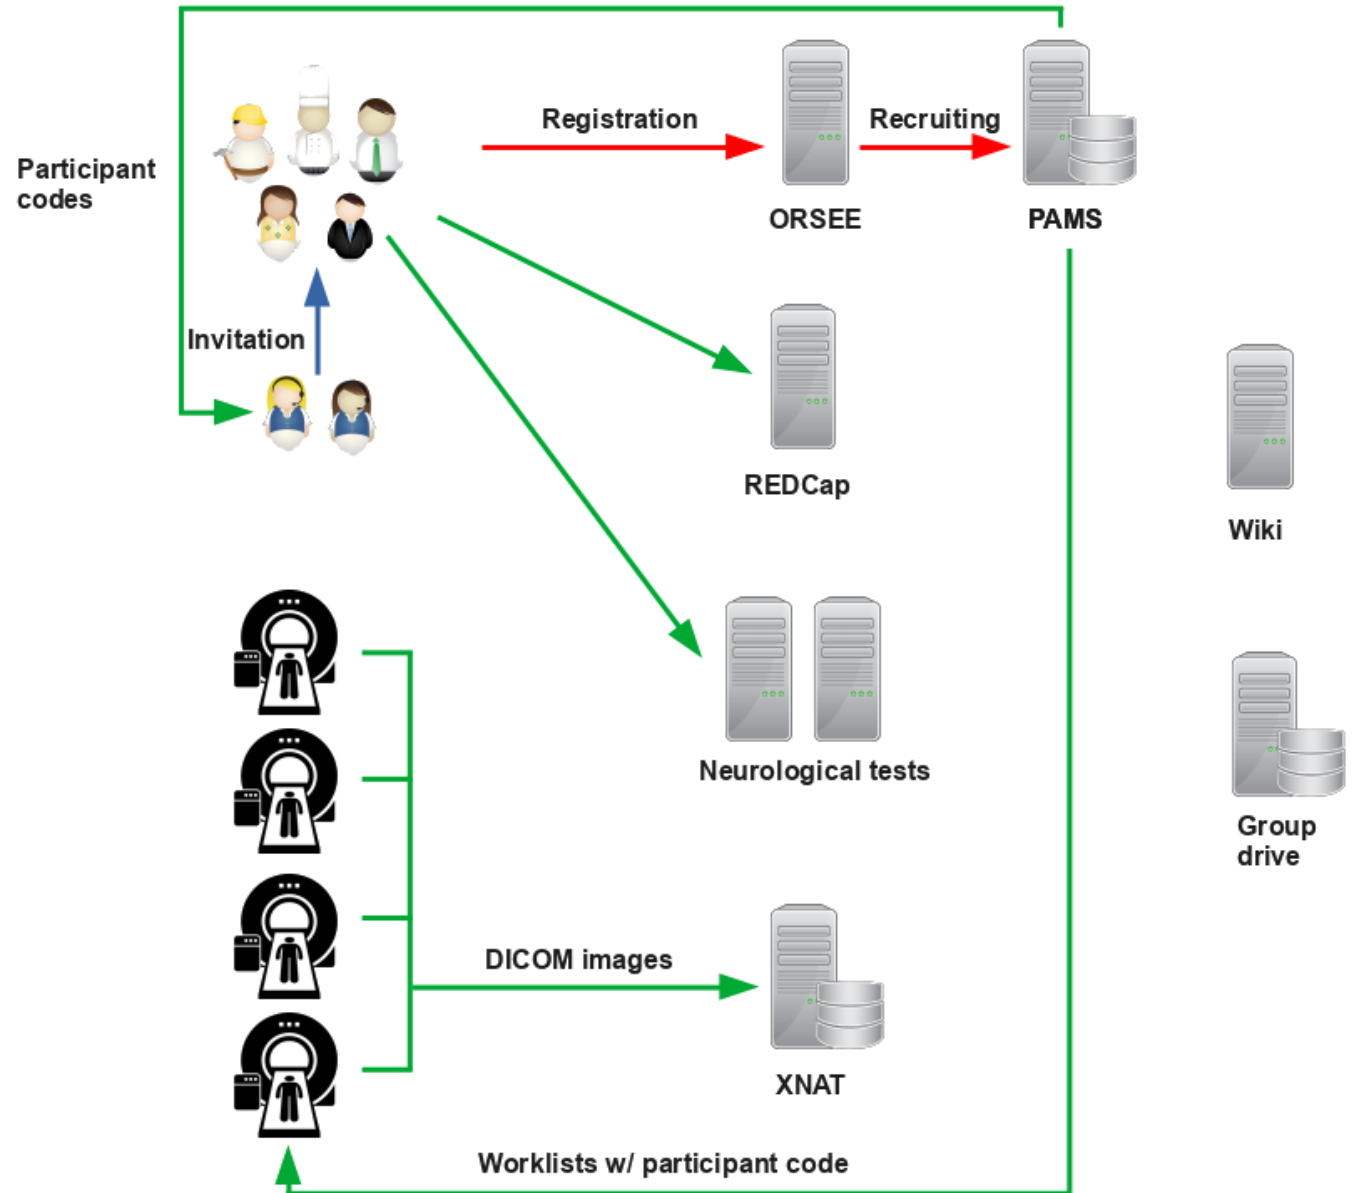 Registration
Recruiting
Participant
codes
ORSEE
PAMS
Invitation
REDCap
Wiki
Neurological tests
Group
drive
DICOM images
XNAT
Worklists w/ participant code